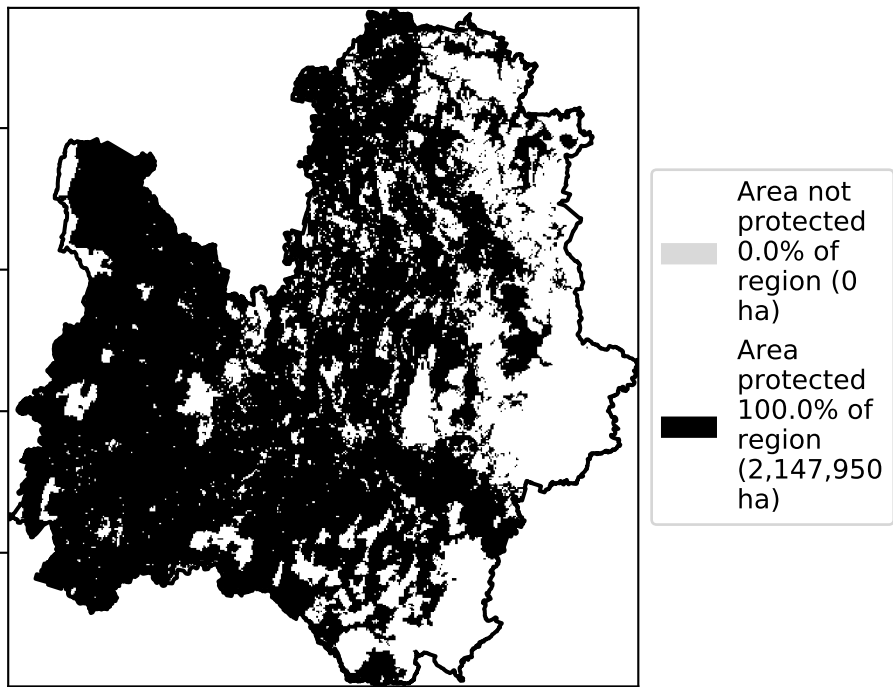 Area not
protected
0.0% of
region (0
ha)
Area
protected
100.0% of
region
(2,147,950
ha)